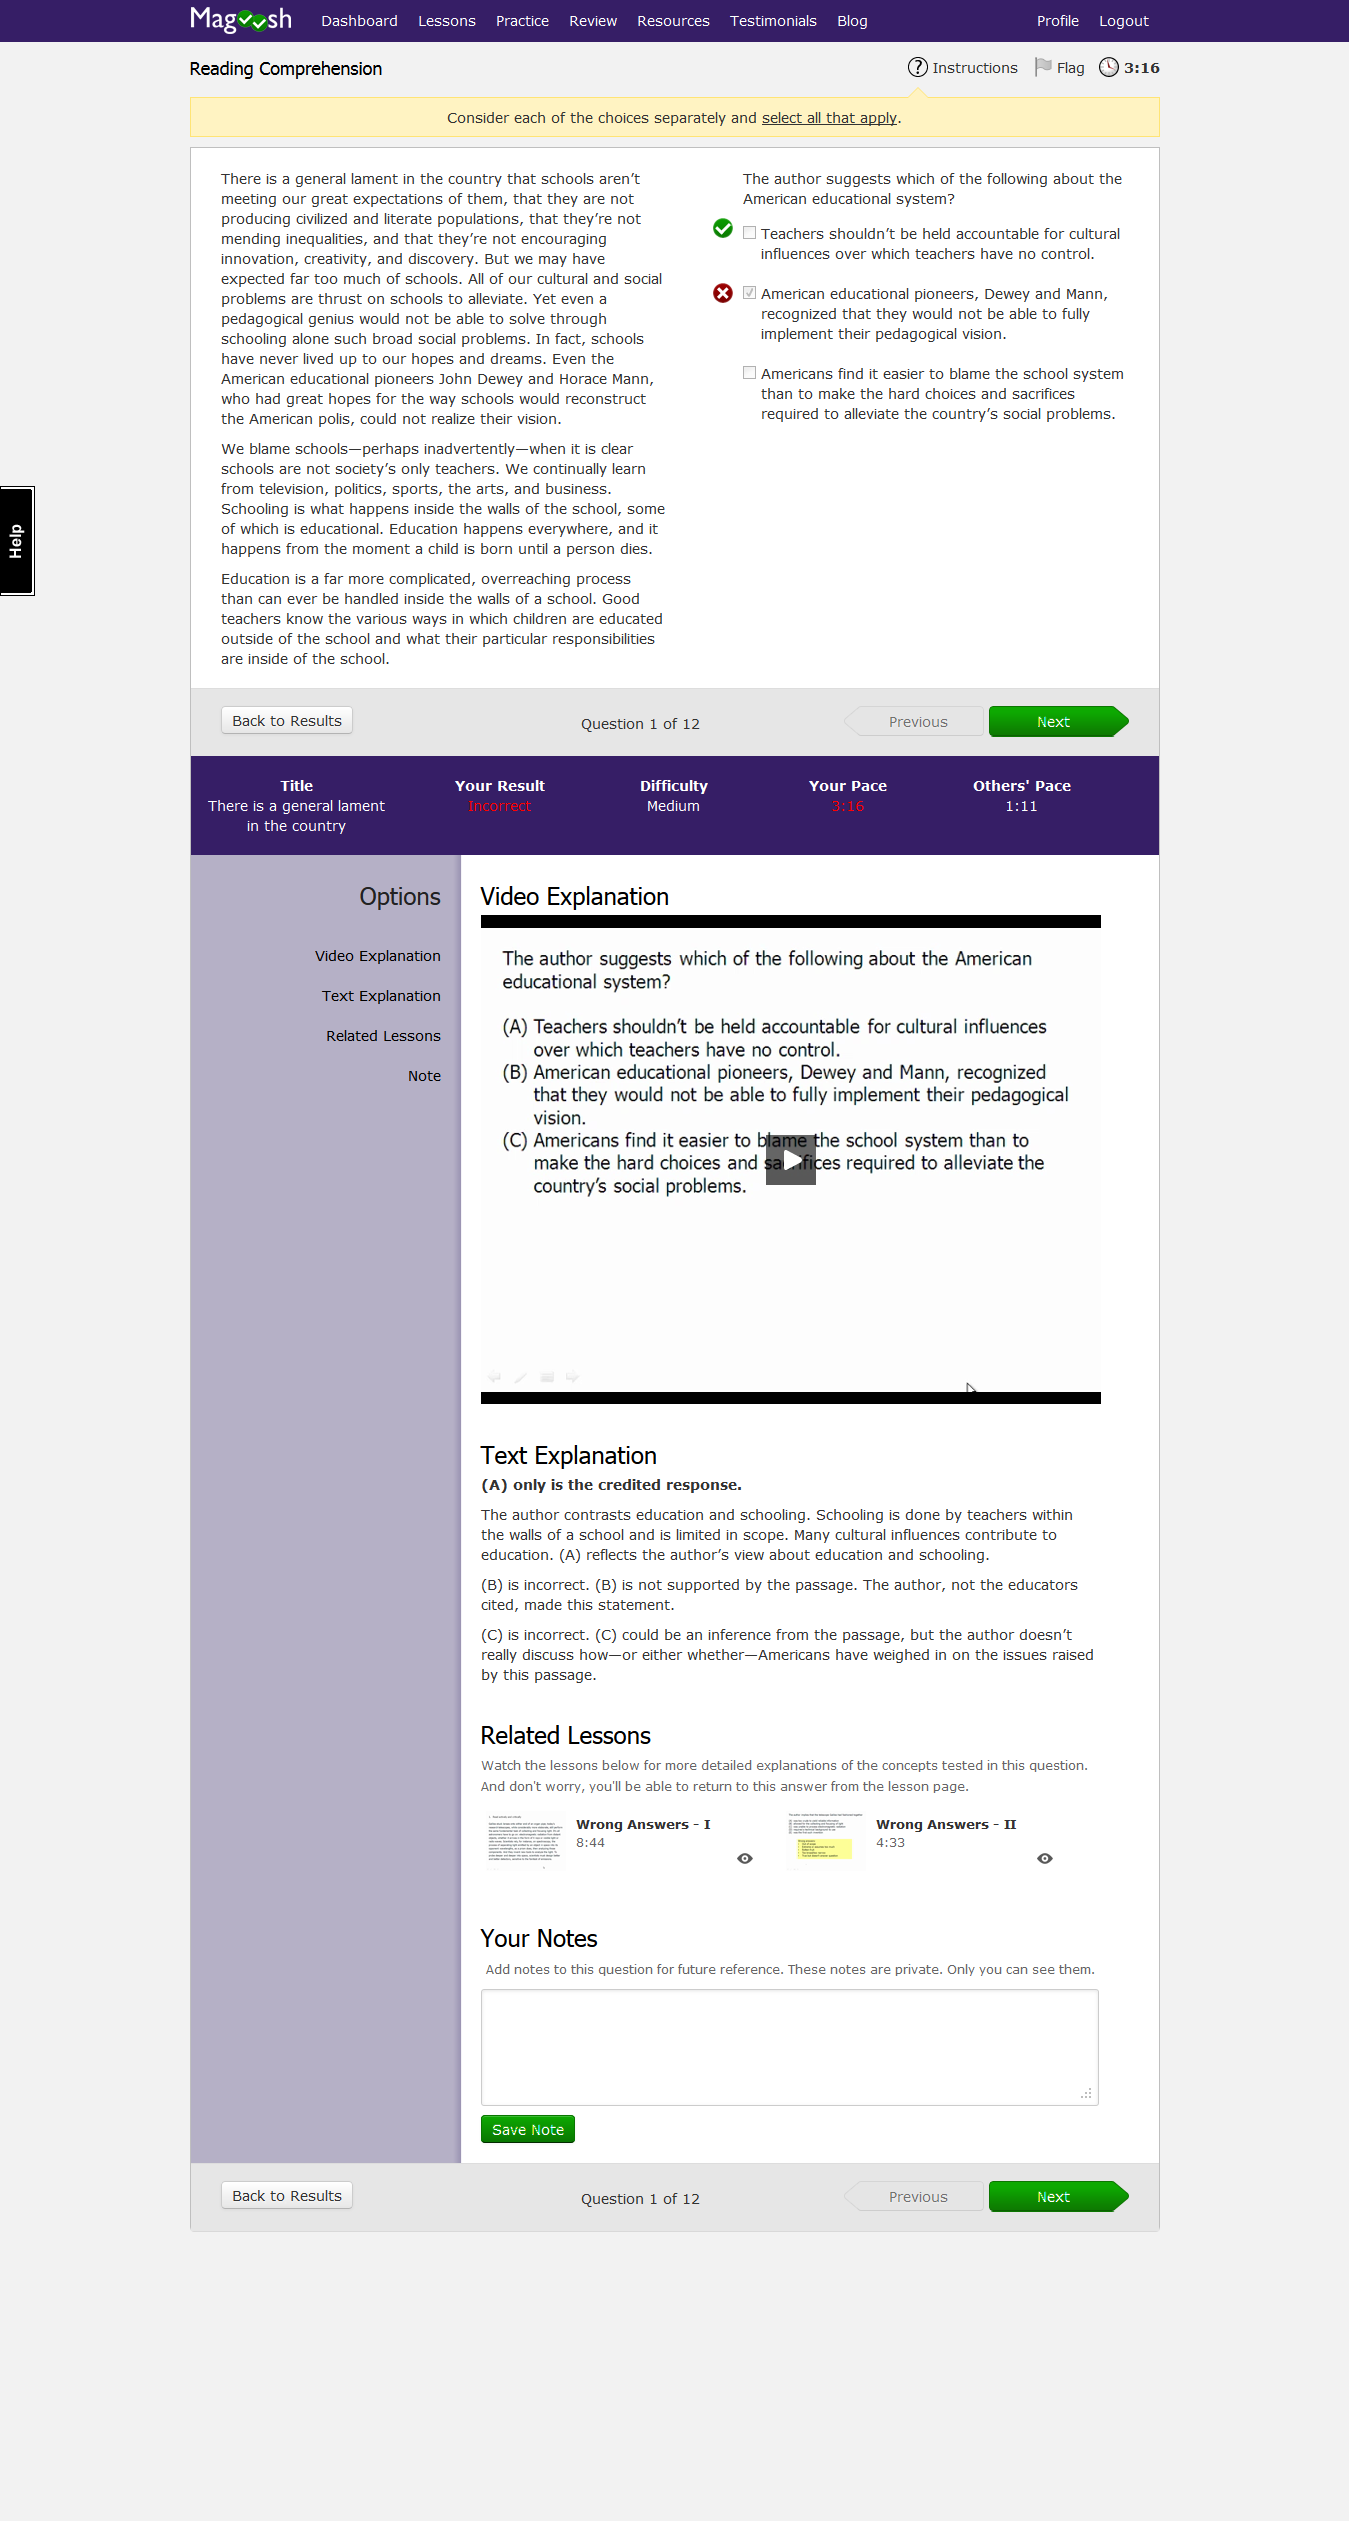 Magoosh Dashboard Lessons Practice Review Resources Testimonials Blog Profile Logout
Reading Comprehension
Instructions Flag 3:16
Consider each of the choices separately and select all that apply.
There is a general lament in the country that schools aren’t
meeting our great expectations of them, that they are not
producing civilized and literate populations, that they’re not
mending inequalities, and that they’re not encouraging
innovation, creativity, and discovery. But we may have
expected far too much of schools. All of our cultural and social
problems are thrust on schools to alleviate. Yet even a
pedagogical genius would not be able to solve through
schooling alone such broad social problems. In fact, schools
have never lived up to our hopes and dreams. Even the
American educational pioneers John Dewey and Horace Mann,
who had great hopes for the way schools would reconstruct
the American polis, could not realize their vision.
We blame schools—perhaps inadvertently—when it is clear
schools are not society’s only teachers. We continually learn
from television, politics, sports, the arts, and business.
Schooling is what happens inside the walls of the school, some
of which is educational. Education happens everywhere, and it
happens from the moment a child is born until a person dies.
Education is a far more complicated, overreaching process
than can ever be handled inside the walls of a school. Good
teachers know the various ways in which children are educated
outside of the school and what their particular responsibilities
are inside of the school.
The author suggests which of the following about the
American educational system?
Teachers shouldn’t be held accountable for cultural
influences over which teachers have no control.
American educational pioneers, Dewey and Mann,
recognized that they would not be able to fully
implement their pedagogical vision.
Americans find it easier to blame the school system
than to make the hard choices and sacrifices
required to alleviate the country’s social problems.
Help
Back to Results Question 1 of 12 Previous Next
Title Your Result Difficulty Your Pace Others' Pace
There is a general lament Incorrect Medium 3:16 1:11
in the country
Options
Video Explanation
Text Explanation
Related Lessons
Note
Video Explanation
The author suggests which of the following about the American
educational system?
(A) Teachers shouldn’t be held accountable for cultural influences
over which teachers have no control.
(B) American educational pioneers, Dewey and Mann, recognized
that they would not be able to fully implement their pedagogical
vision.
(C) Americans find it easier to blame the school system than to
make the hard choices and sacrifices required to alleviate the
country’s social problems.
Text Explanation
(A) only is the credited response.
The author contrasts education and schooling. Schooling is done by teachers within
the walls of a school and is limited in scope. Many cultural influences contribute to
education. (A) reflects the author’s view about education and schooling.
(B) is incorrect. (B) is not supported by the passage. The author, not the educators
cited, made this statement.
(C) is incorrect. (C) could be an inference from the passage, but the author doesn’t
really discuss how—or either whether—Americans have weighed in on the issues raised
by this passage.
Related Lessons
Watch the lessons below for more detailed explanations of the concepts tested in this question.
And don't worry, you'll be able to return to this answer from the lesson page.
Wrong Answers - I
8:44
Wrong Answers - II
4:33
Your Notes
Add notes to this question for future reference. These notes are private. Only you can see them.
Save Note
Back to Results Question 1 of 12 Previous Next